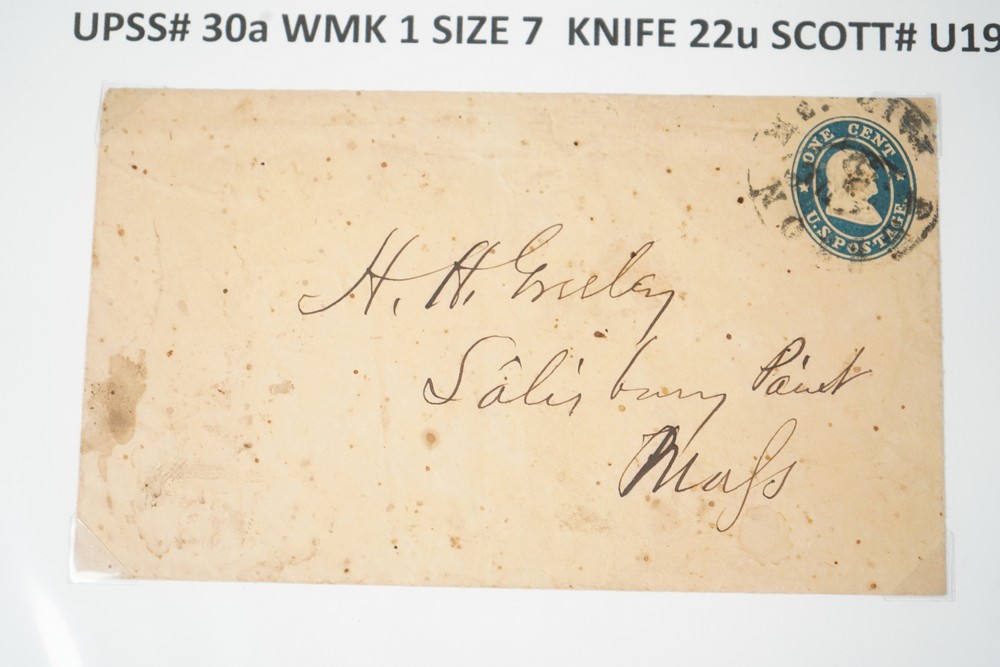 UPSS# 30a WMK 1 SIZE 7 KNIFE 22u SCOTT# U19
ONE CENT
U.S. POSTAGE.
H. H. Greeley
Salisbury Point
Mass